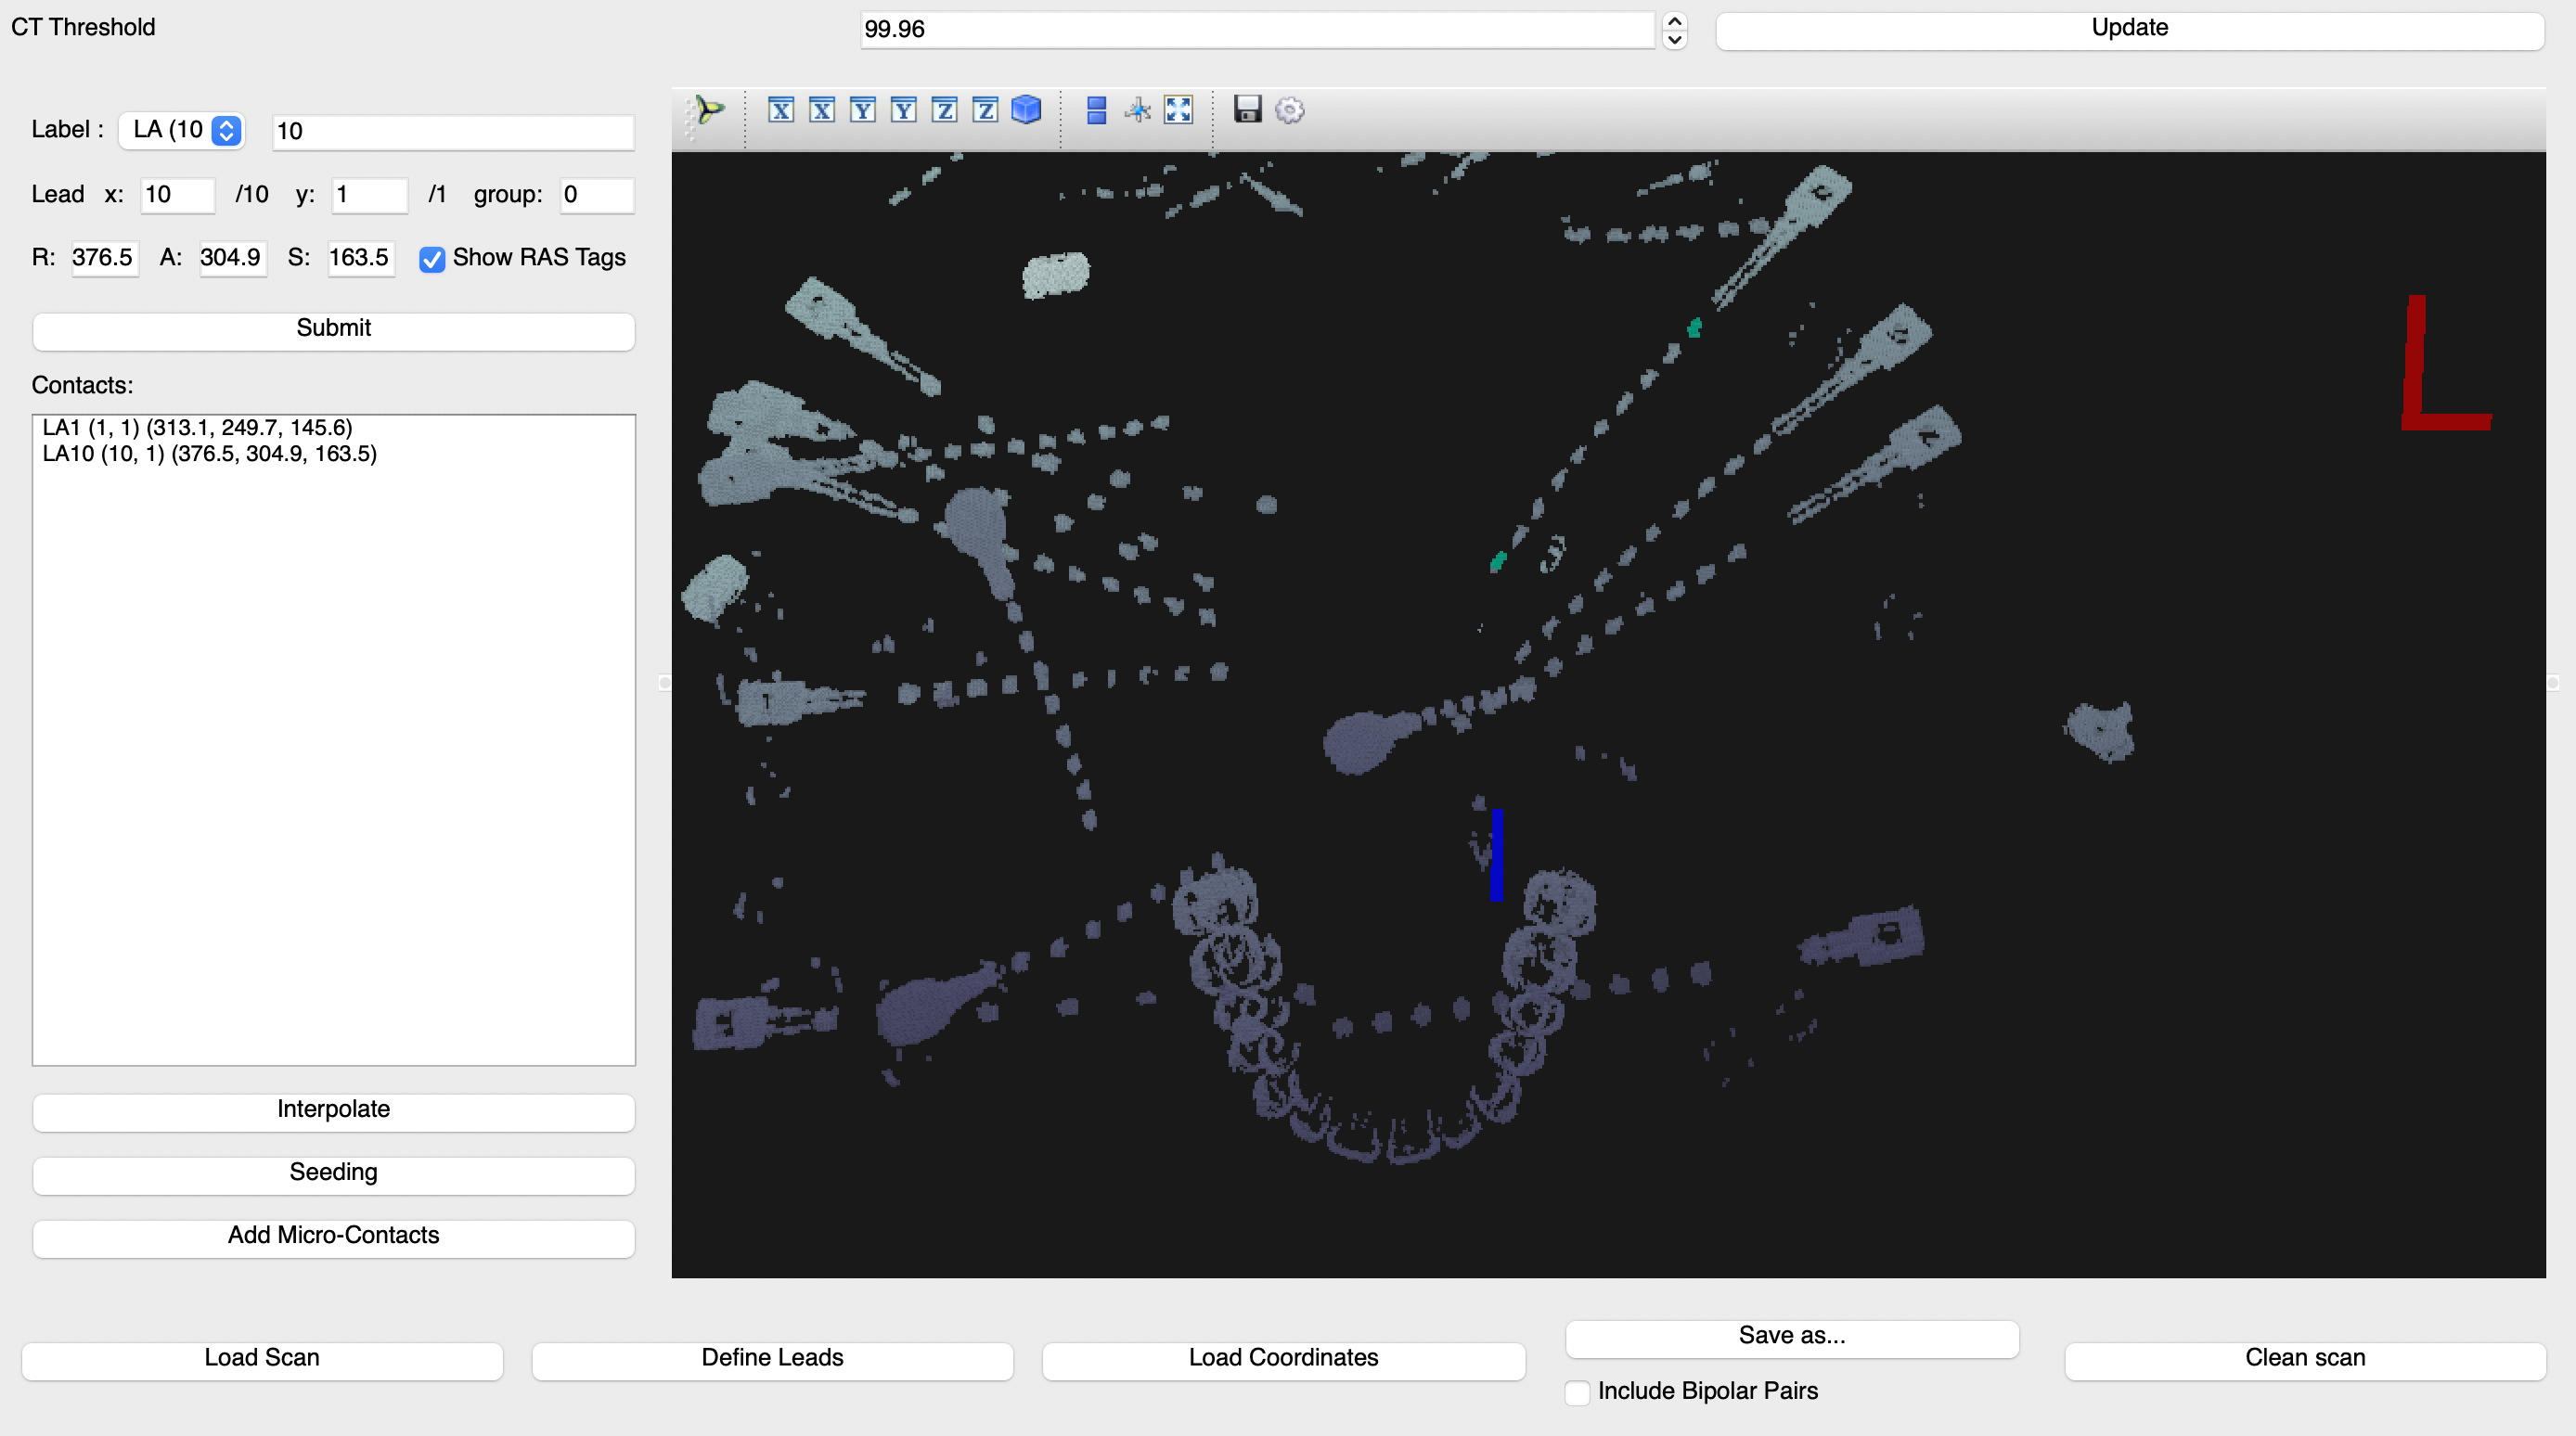 CT Threshold 99.96 Update
X X Y Y Z Z
Label : LA (10 10
Lead x: 10 /10 y: 1 /1 group: 0
R: 376.5 A: 304.9 S: 163.5 Show RAS Tags
Submit
Contacts:
LA1 (1, 1) (313.1, 249.7, 145.6)
LA10 (10, 1) (376.5, 304.9, 163.5)
L
Interpolate
Seeding
Add Micro-Contacts
Load Scan Define Leads Load Coordinates Save as... Clean scan
Include Bipolar Pairs